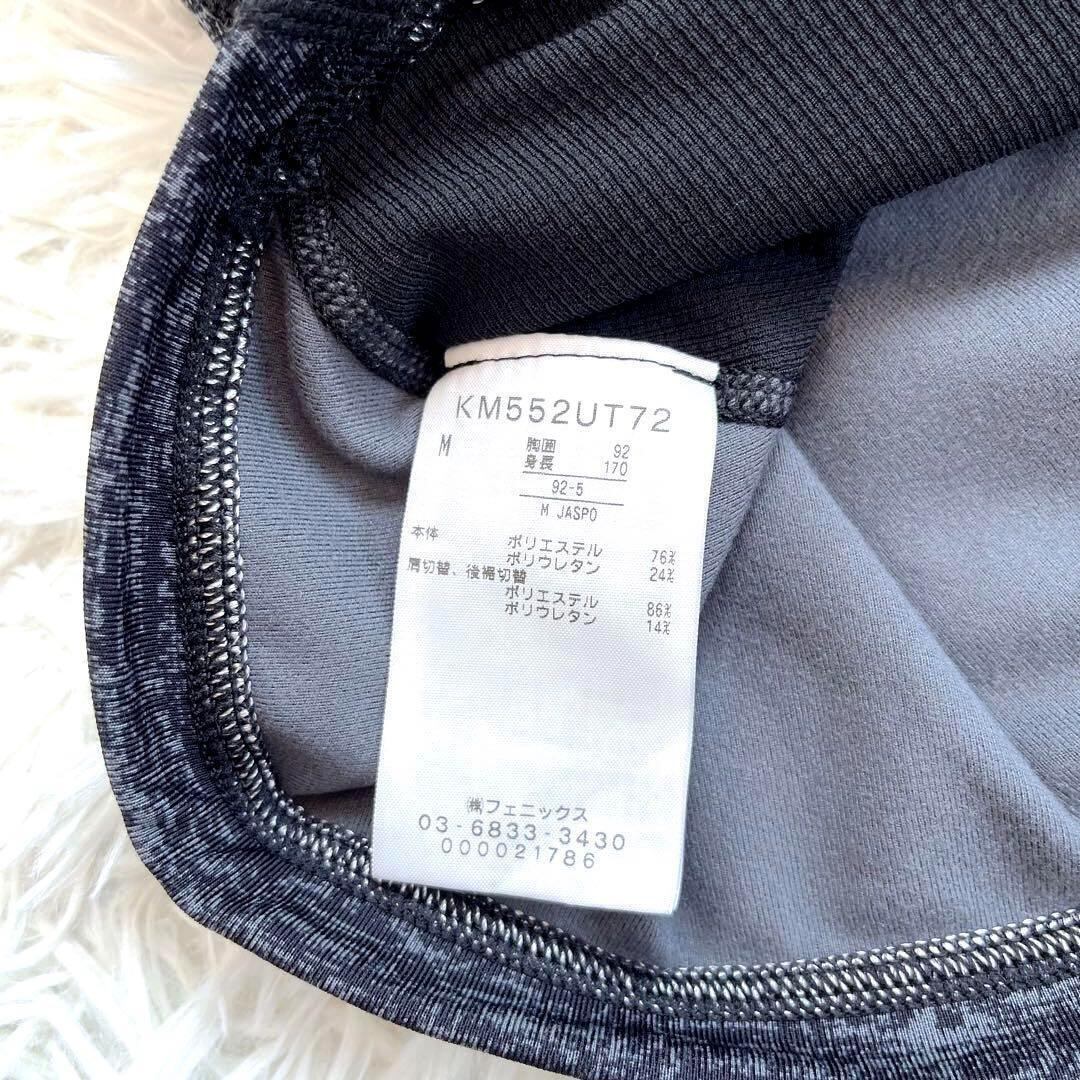 KM552UT72
M 胸囲 92
身長 170
92-5
M JASPO
本体 ポリエステル 76%
ポリウレタン 24%
肩切替、後裾切替
ポリエステル 86%
ポリウレタン 14%
㈱フェニックス
03-6833-3430
000021786